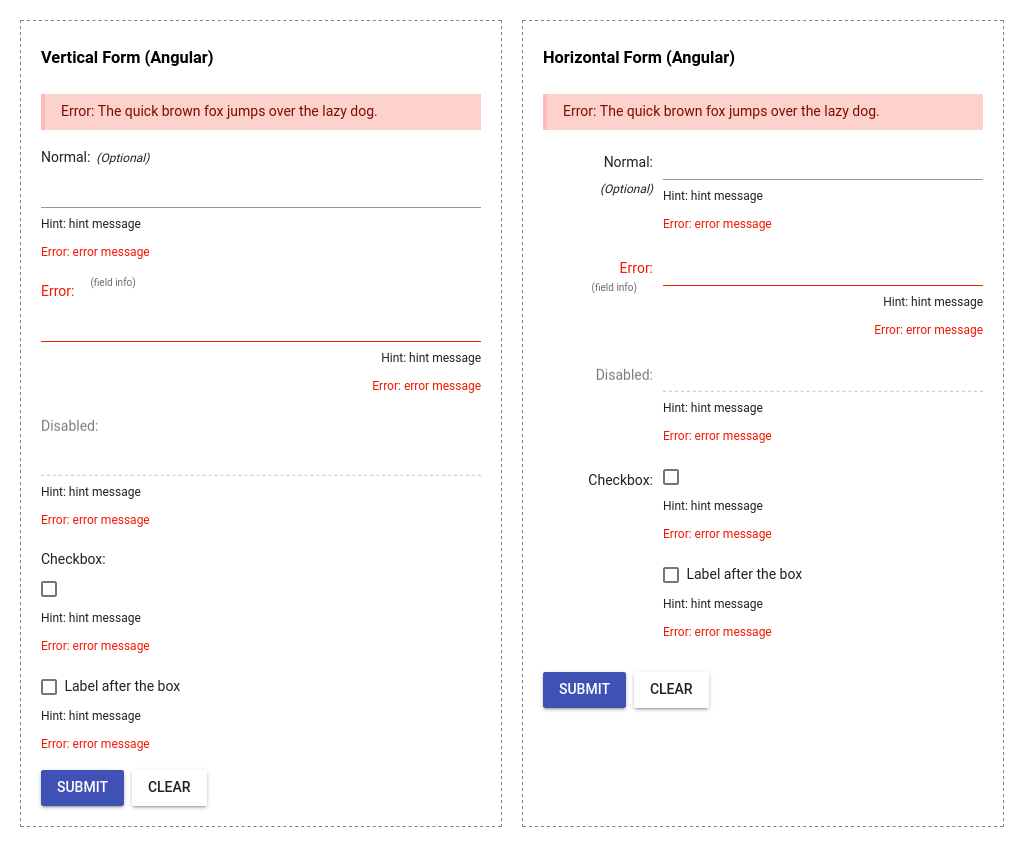 Vertical Form (Angular)
Error: The quick brown fox jumps over the lazy dog.
Normal: (Optional)
Hint: hint message
Error: error message
Error: (field info)
Hint: hint message
Error: error message
Disabled:
Hint: hint message
Error: error message
Checkbox:
Hint: hint message
Error: error message
Label after the box
Hint: hint message
Error: error message
SUBMIT CLEAR
Horizontal Form (Angular)
Error: The quick brown fox jumps over the lazy dog.
Normal:
(Optional)
Hint: hint message
Error: error message
Error:
(field info)
Hint: hint message
Error: error message
Disabled:
Hint: hint message
Error: error message
Checkbox:
Hint: hint message
Error: error message
Label after the box
Hint: hint message
Error: error message
SUBMIT CLEAR